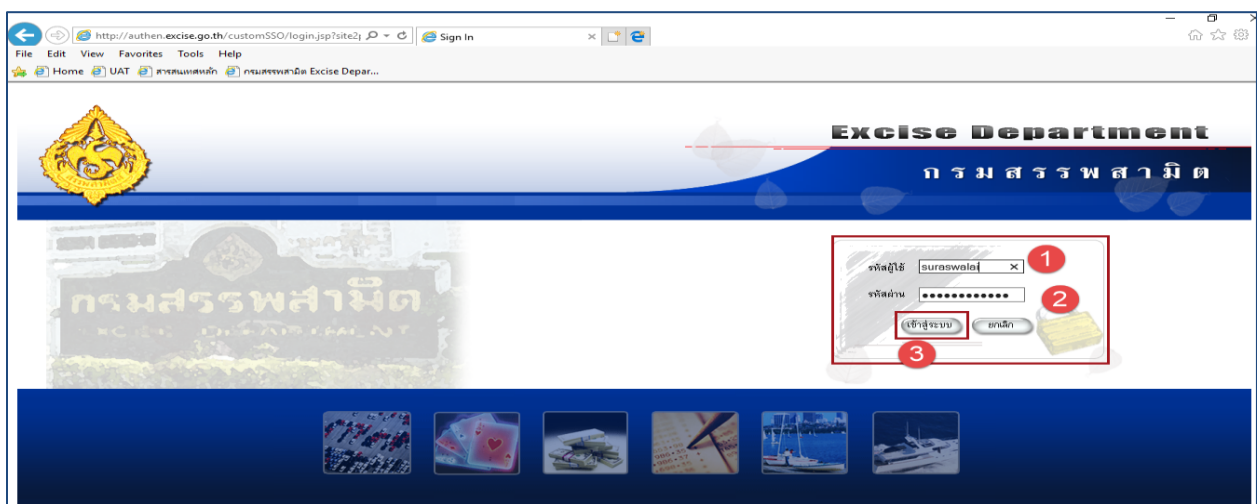 http://authen.excise.go.th/customSSO/login.jsp?site2 Sign In
File Edit View Favorites Tools Help
Home UAT สารสนเทศหลัก กรมสรรพสามิต Excise Depar...
Excise Department
กรมสรรพสามิต
กรมสรรพสามิต
EXCISE DEPARTMENT
รหัสผู้ใช้ suraswalai × 1
รหัสผ่าน •••••••••••• 2
เข้าสู่ระบบ ยกเลิก
3